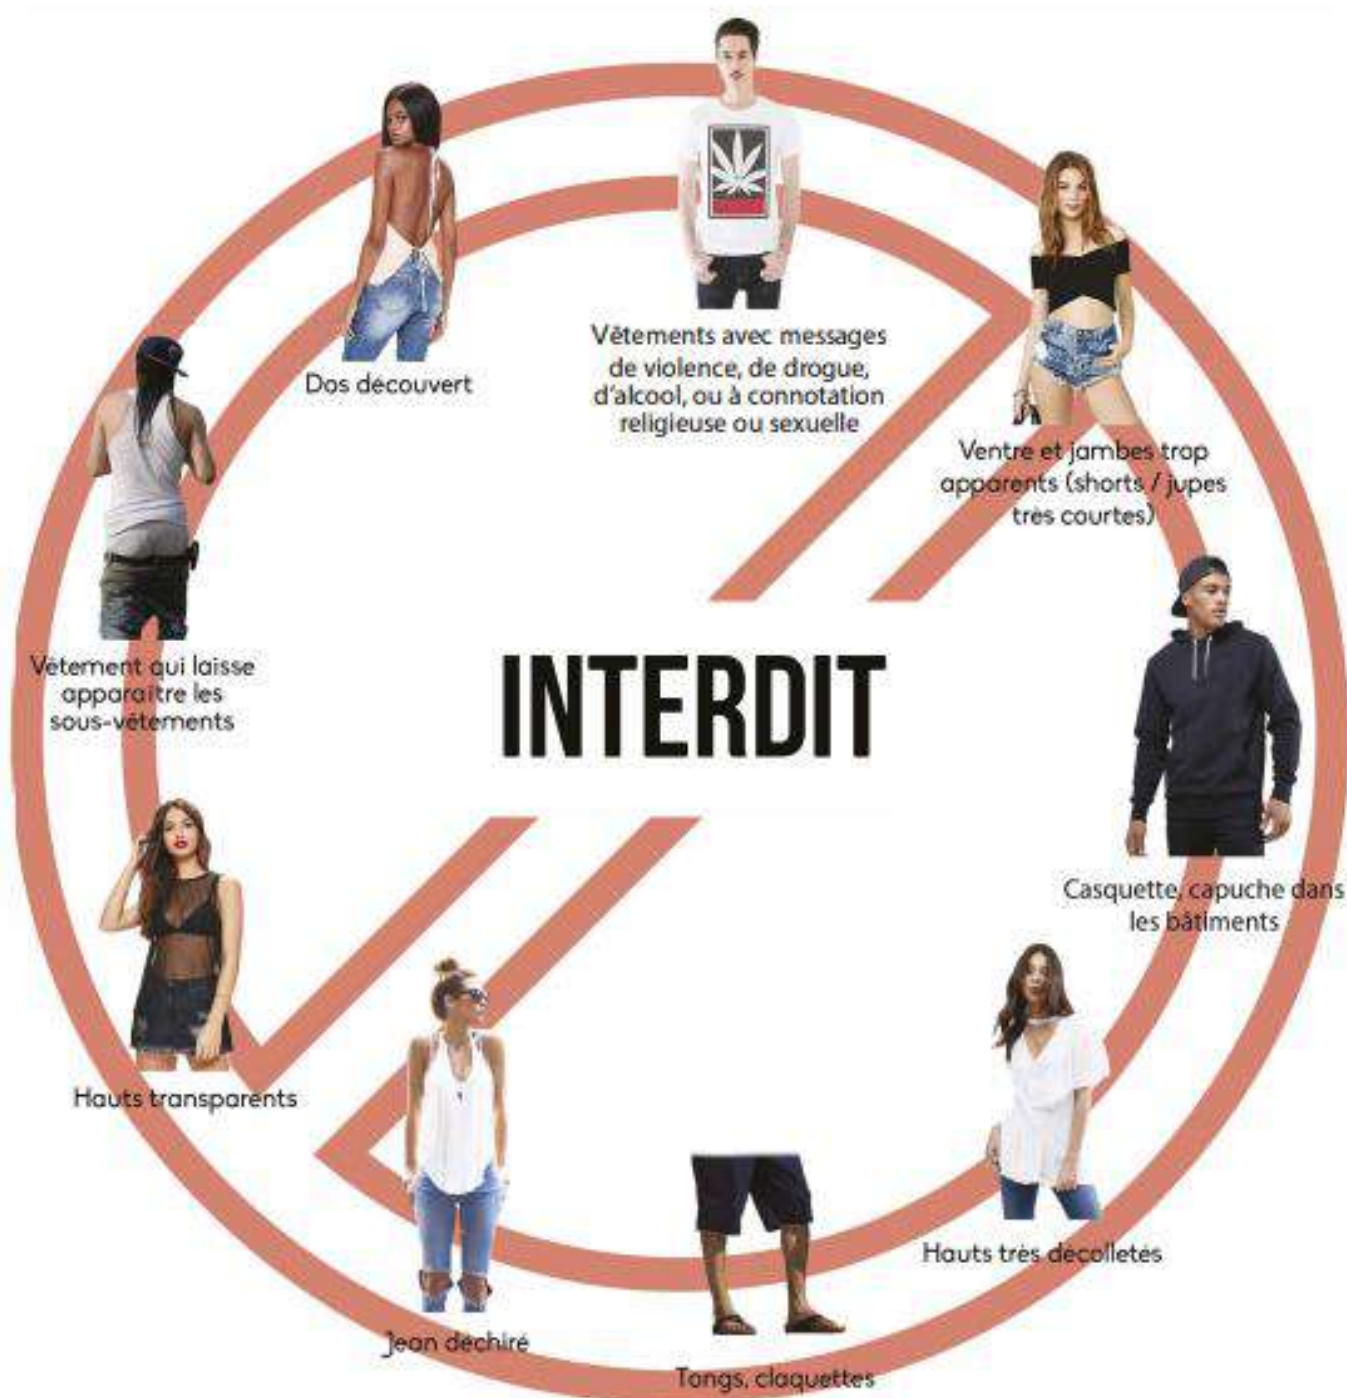 Vêtements avec messages
de violence, de drogue,
d'alcool, ou à connotation
religieuse ou sexuelle
Dos découvert
Ventre et jambes trop
apparents (shorts / jupes
très courtes)
Vêtement qui laisse
apparaitre les
sous-vêtements
INTERDIT
Casquette, capuche dans
les bâtiments
Hauts transparents
Hauts très décolletés
Jean déchiré
Tongs, claquettes